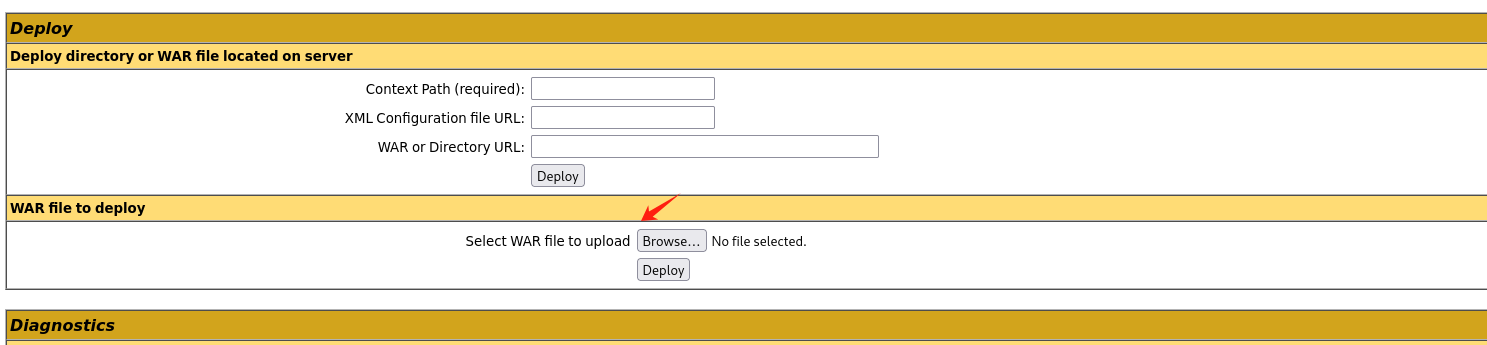 Deploy
Deploy directory or WAR file located on server
Context Path (required):
XML Configuration file URL:
WAR or Directory URL:
Deploy
WAR file to deploy
Select WAR file to upload Browse... No file selected.
Deploy
Diagnostics